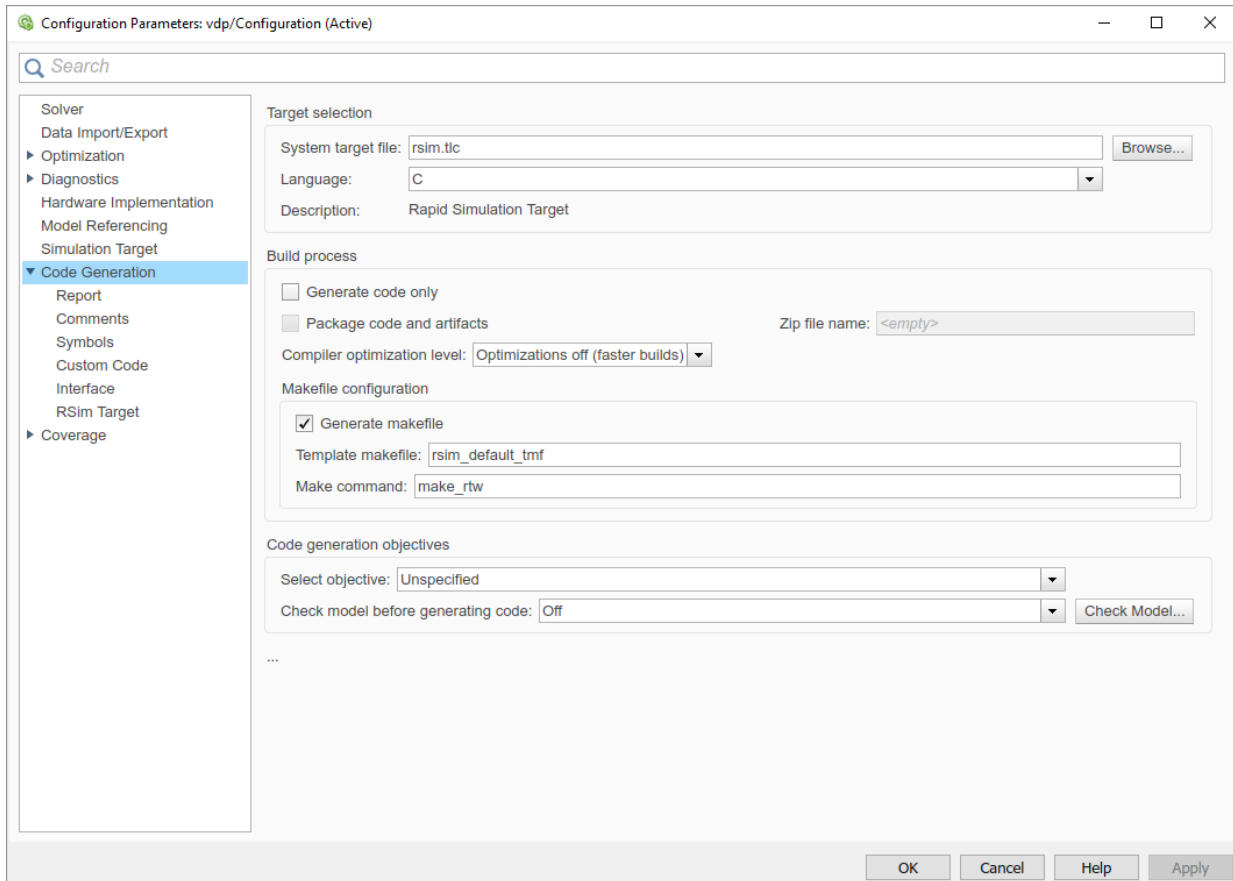 Configuration Parameters: vdp/Configuration (Active)
Search
Solver
Data Import/Export
Optimization
Diagnostics
Hardware Implementation
Model Referencing
Simulation Target
Code Generation
Report
Comments
Symbols
Custom Code
Interface
RSim Target
Coverage
Target selection
System target file: rsim.tlc Browse...
Language: C
Description: Rapid Simulation Target
Build process
Generate code only
Package code and artifacts Zip file name: <empty>
Compiler optimization level: Optimizations off (faster builds)
Makefile configuration
Generate makefile
Template makefile: rsim_default_tmf
Make command: make_rtw
Code generation objectives
Select objective: Unspecified
Check model before generating code: Off Check Model...
...
OK Cancel Help Apply